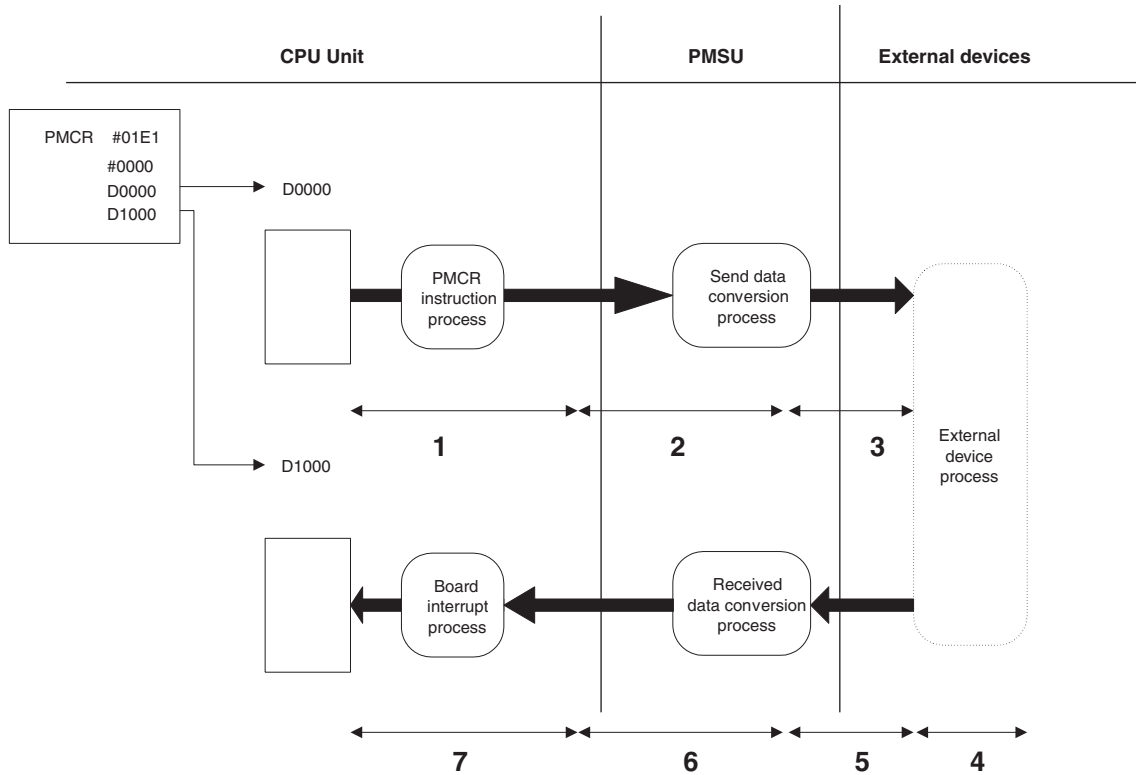 CPU Unit
PMSU
External devices
PMCR #01E1
#0000
D0000
D1000
D0000
PMCR
instruction
process
Send data
conversion
process
1
2
3
External
device
process
D1000
Board
interrupt
process
Received
data conversion
process
7
6
5
4